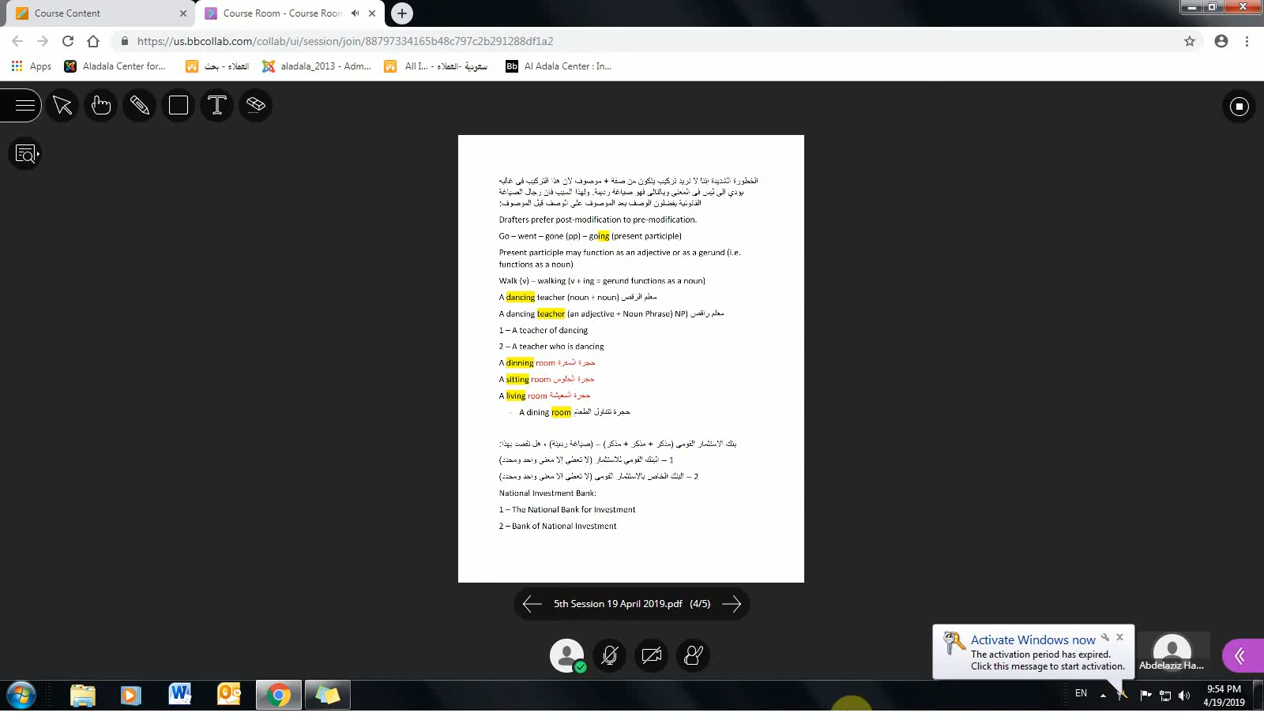 Course Content
Course Room - Course Room
https://us.bbcollab.com/collab/ui/session/join/88797334165b48c797c2b291288df1a2
Apps
Aladala Center for...
العملاء - بحث
aladala_2013 - Adm...
All I... - سعودية -العملاء
Al Adala Center : In...
الخطورة الشديدة اننا لا نريد تركيب يتكون من صفة + موصوف لان هذا التركيب في غالبه
يؤدي الى لبس في المعنى وبالتالي فهو صياغة رديئة. ولهذا السبب فان رجال الصياغة
القانونية يفضلون الوصف بعد الموصوف على الوصف قبل الموصوف:
Drafters prefer post-modification to pre-modification.
Go – went – gone (pp) – going (present participle)
Present participle may function as an adjective or as a gerund (i.e.
functions as a noun)
Walk (v) – walking (v + ing = gerund functions as a noun)
A dancing teacher (noun + noun) معلم الرقص
A dancing teacher (an adjective + Noun Phrase) NP) معلم راقص
1 – A teacher of dancing
2 – A teacher who is dancing
A dinning room حجرة السفرة
A sitting room حجرة الجلوس
A living room حجرة المعيشة
- A dining room حجرة تتناول الطعام
بنك الاستثمار القومي (مذكر + مذكر + مذكر) – (صياغة رديئة) ، هل نقصد بهذا:
1 – البنك القومي للاستثمار (لا تعطي الا معنى واحد ومحدد)
2 – البنك الخاص بالاستثمار القومي (لا تعطي الا معنى واحد ومحدد)
National Investment Bank:
1 – The National Bank for Investment
2 – Bank of National Investment
5th Session 19 April 2019.pdf (4/5)
Activate Windows now
The activation period has expired.
Click this message to start activation.
Abdelaziz Ha...
EN
9:54 PM
4/19/2019